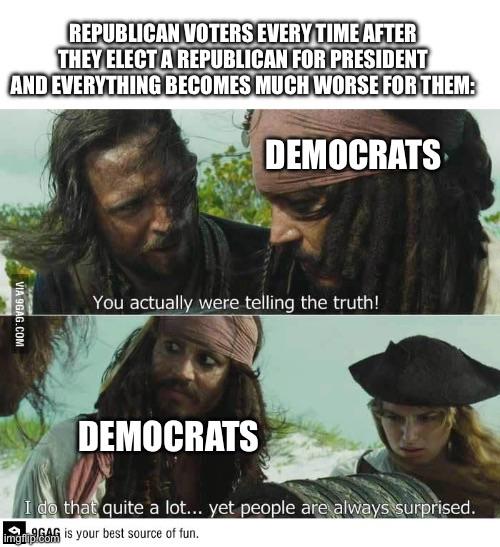 REPUBLICAN VOTERS EVERY TIME AFTER
THEY ELECT A REPUBLICAN FOR PRESIDENT
AND EVERYTHING BECOMES MUCH WORSE FOR THEM:
DEMOCRATS
VIA 9GAG.COM
You actually were telling the truth!
DEMOCRATS
I do that quite a lot... yet people are always surprised.
9GAG is your best source of fun.
imgflip.com